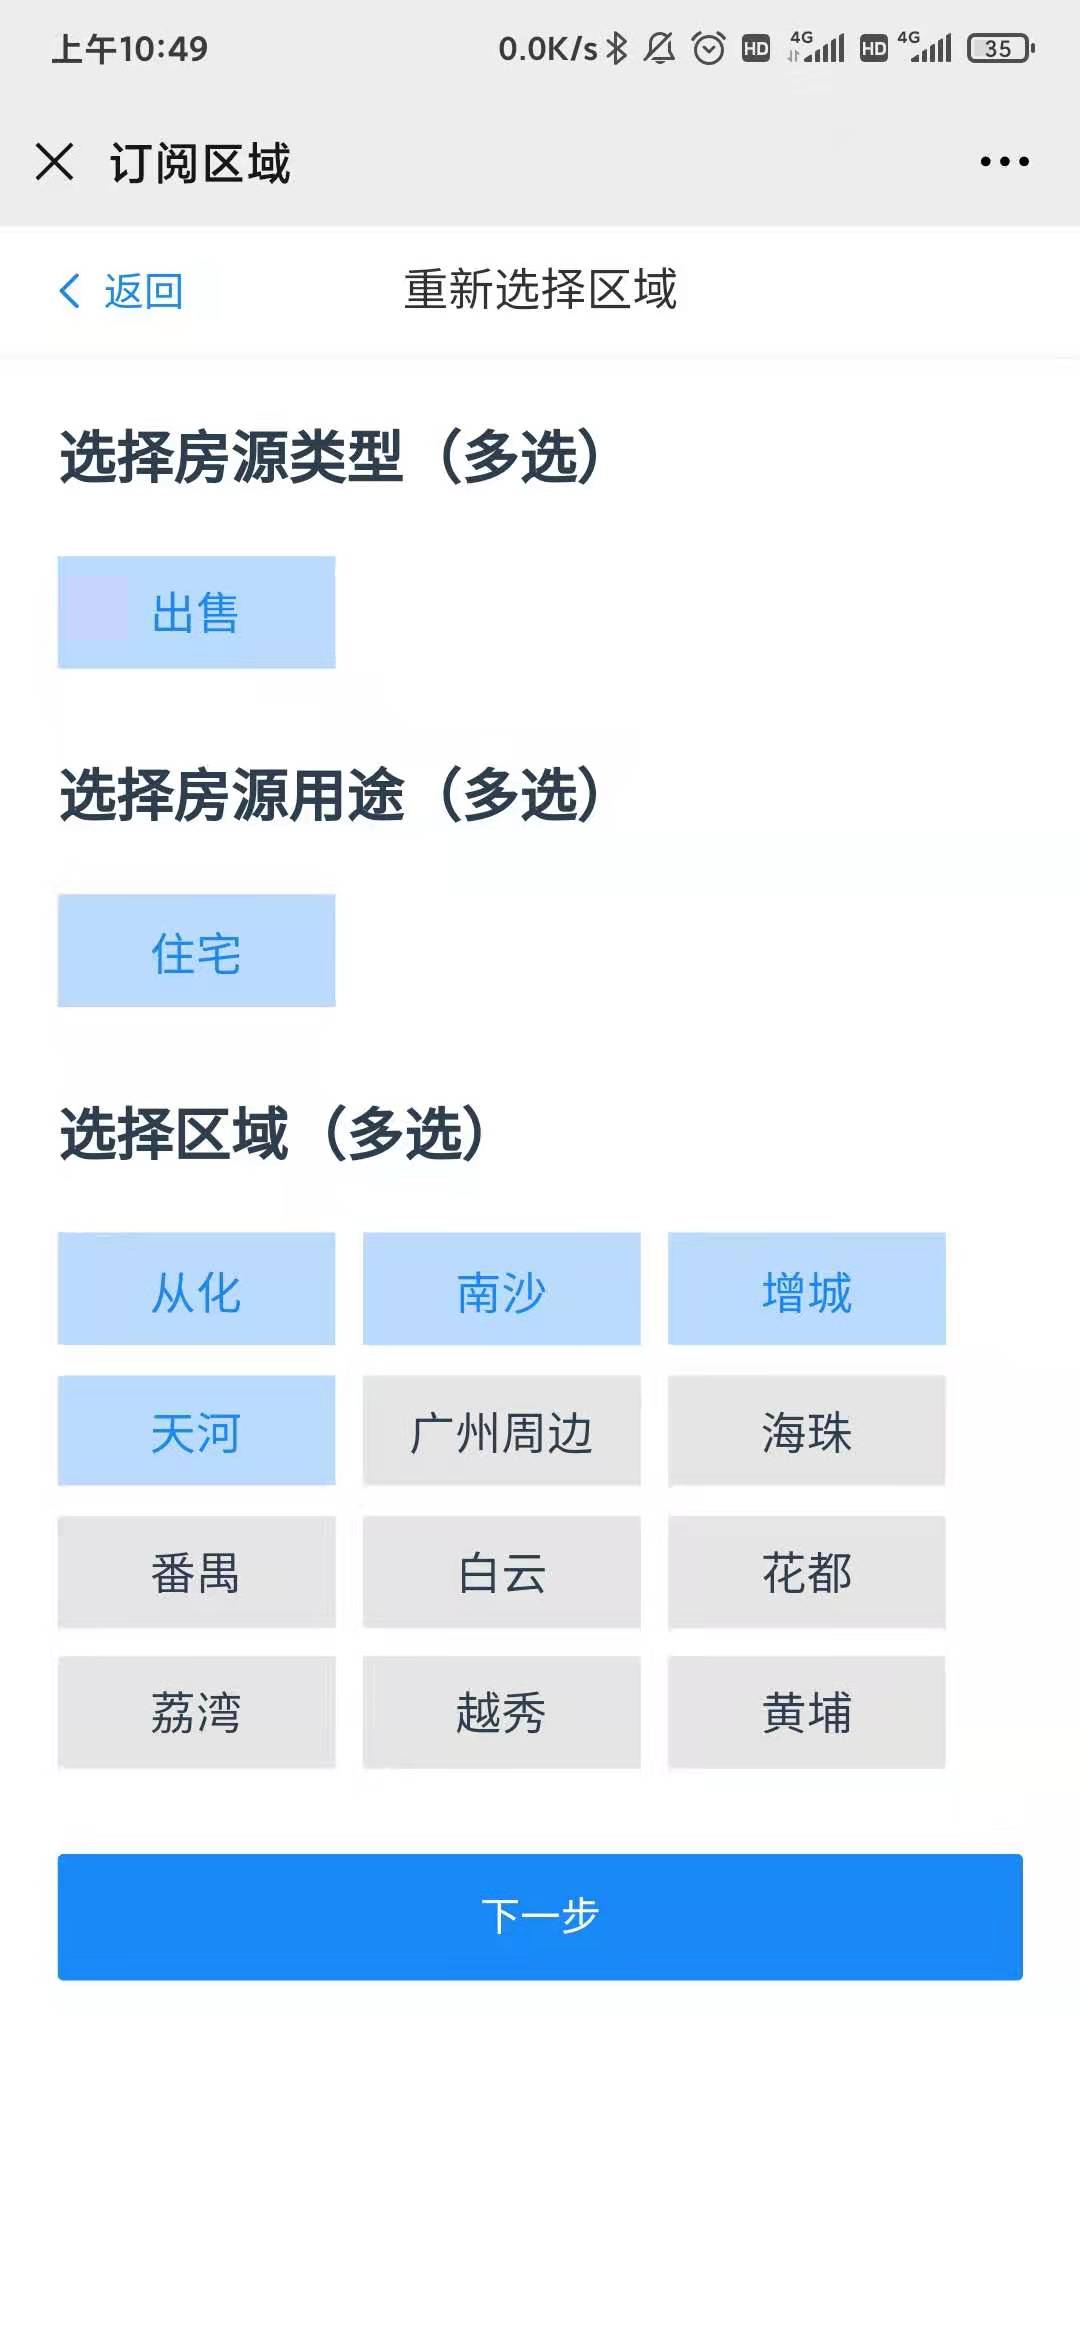 上午10:49 0.0K/s HD 4G HD 4G 35
订阅区域
返回 重新选择区域
选择房源类型（多选）
出售
选择房源用途（多选）
住宅
选择区域（多选）
从化 南沙 增城
天河 广州周边 海珠
番禺 白云 花都
荔湾 越秀 黄埔
下一步